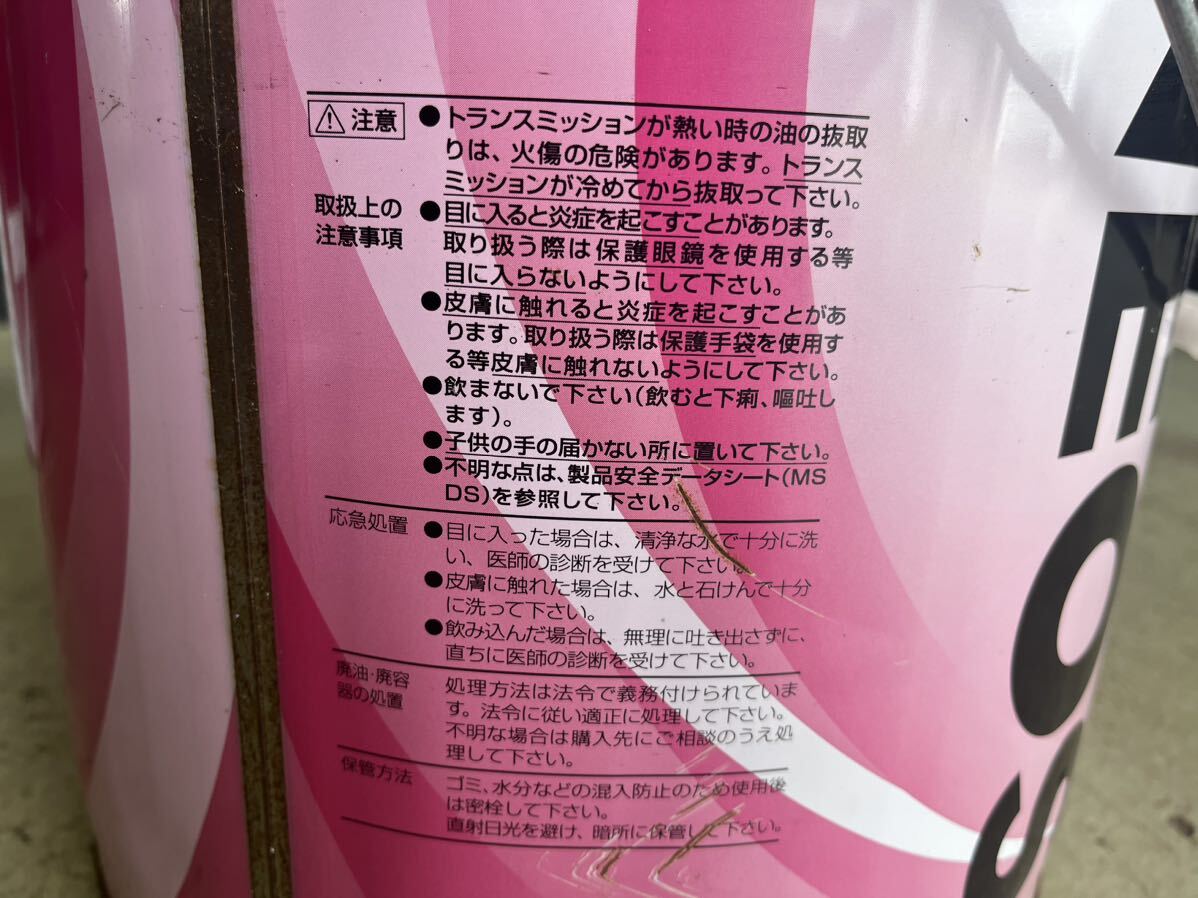 注意
●トランスミッションが熱い時の油の抜取
りは、火傷の危険があります。トランス
ミッションが冷めてから抜取って下さい。
取扱上の
注意事項
●目に入ると炎症を起こすことがあります。
取り扱う際は保護眼鏡を使用する等
目に入らないようにして下さい。
●皮膚に触れると炎症を起こすことがあ
ります。取り扱う際は保護手袋を使用す
る等皮膚に触れないようにして下さい。
●飲まないで下さい(飲むと下痢、嘔吐し
ます)。
●子供の手の届かない所に置いて下さい。
●不明な点は、製品安全データシート(MS
DS)を参照して下さい。
応急処置
●目に入った場合は、清浄な水で十分に洗
い、医師の診断を受けて下さい。
●皮膚に触れた場合は、水と石けんで十分
に洗って下さい。
●飲み込んだ場合は、無理に吐き出さずに、
直ちに医師の診断を受けて下さい。
廃油・廃容
器の処置
処理方法は法令で義務付けられていま
す。法令に従い適正に処理して下さい。
不明な場合は購入先にご相談のうえ処
理して下さい。
保管方法
ゴミ、水分などの混入防止のため使用後
は密栓して下さい。
直射日光を避け、暗所に保管して下さい。